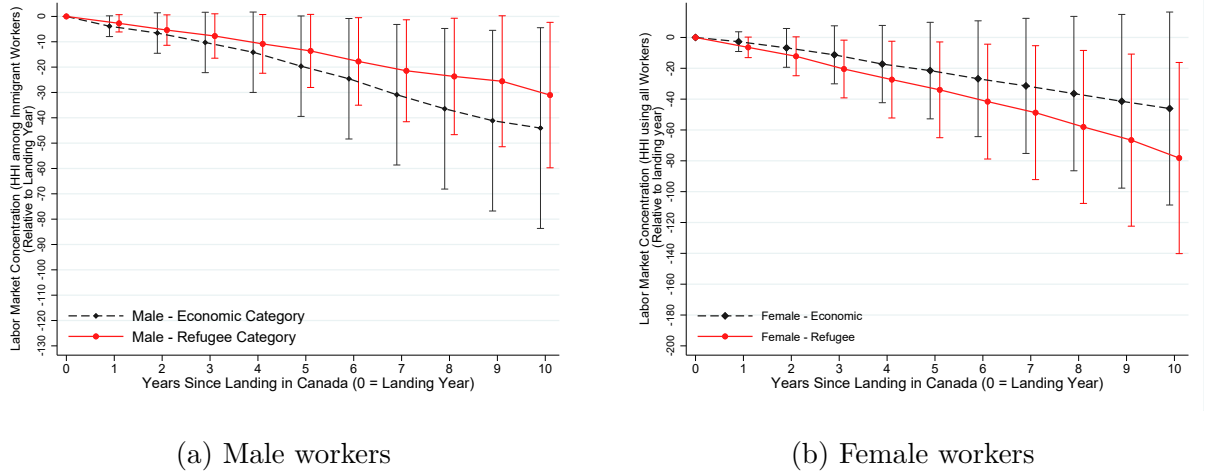 Labor Market Concentration (HHI among Immigrant Workers)
(Relative to Landing Year)
0
-10
-20
-30
-40
-50
-60
-70
-80
-90
-100
-110
-120
-130
Male - Economic Category
Male - Refugee Category
0 1 2 3 4 5 6 7 8 9 10
Years Since Landing in Canada (0 = Landing Year)
(a) Male workers
Labor Market Concentration (HHI using all Workers)
(Relative to landing year)
0
-20
-40
-60
-80
-100
-120
-140
-160
-180
-200
Female - Economic
Female - Refugee
0 1 2 3 4 5 6 7 8 9 10
Years Since Landing in Canada (0 = Landing Year)
(b) Female workers